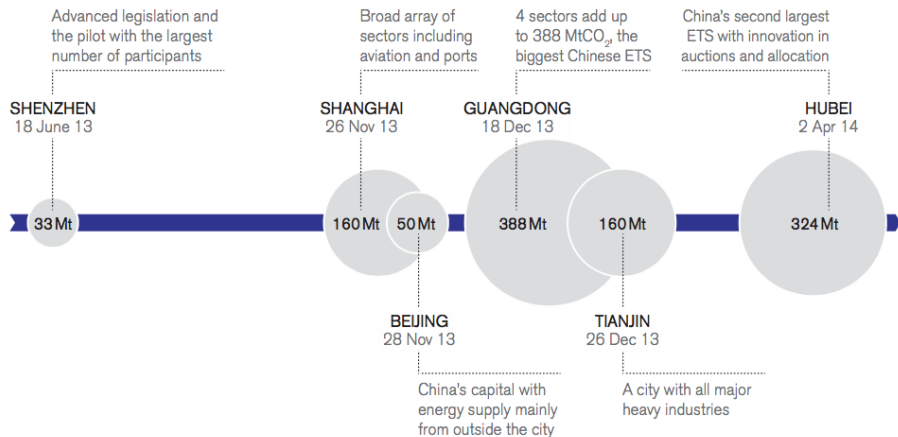 Advanced legislation and
the pilot with the largest
number of participants
Broad array of
sectors including
aviation and ports
4 sectors add up
to 388 MtCO₂, the
biggest Chinese ETS
China's second largest
ETS with innovation in
auctions and allocation
SHENZHEN
18 June 13
SHANGHAI
26 Nov 13
GUANGDONG
18 Dec 13
HUBEI
2 Apr 14
33 Mt
160 Mt
50 Mt
388 Mt
160 Mt
324 Mt
BEIJING
28 Nov 13
TIANJIN
26 Dec 13
China's capital with
energy supply mainly
from outside the city
A city with all major
heavy industries